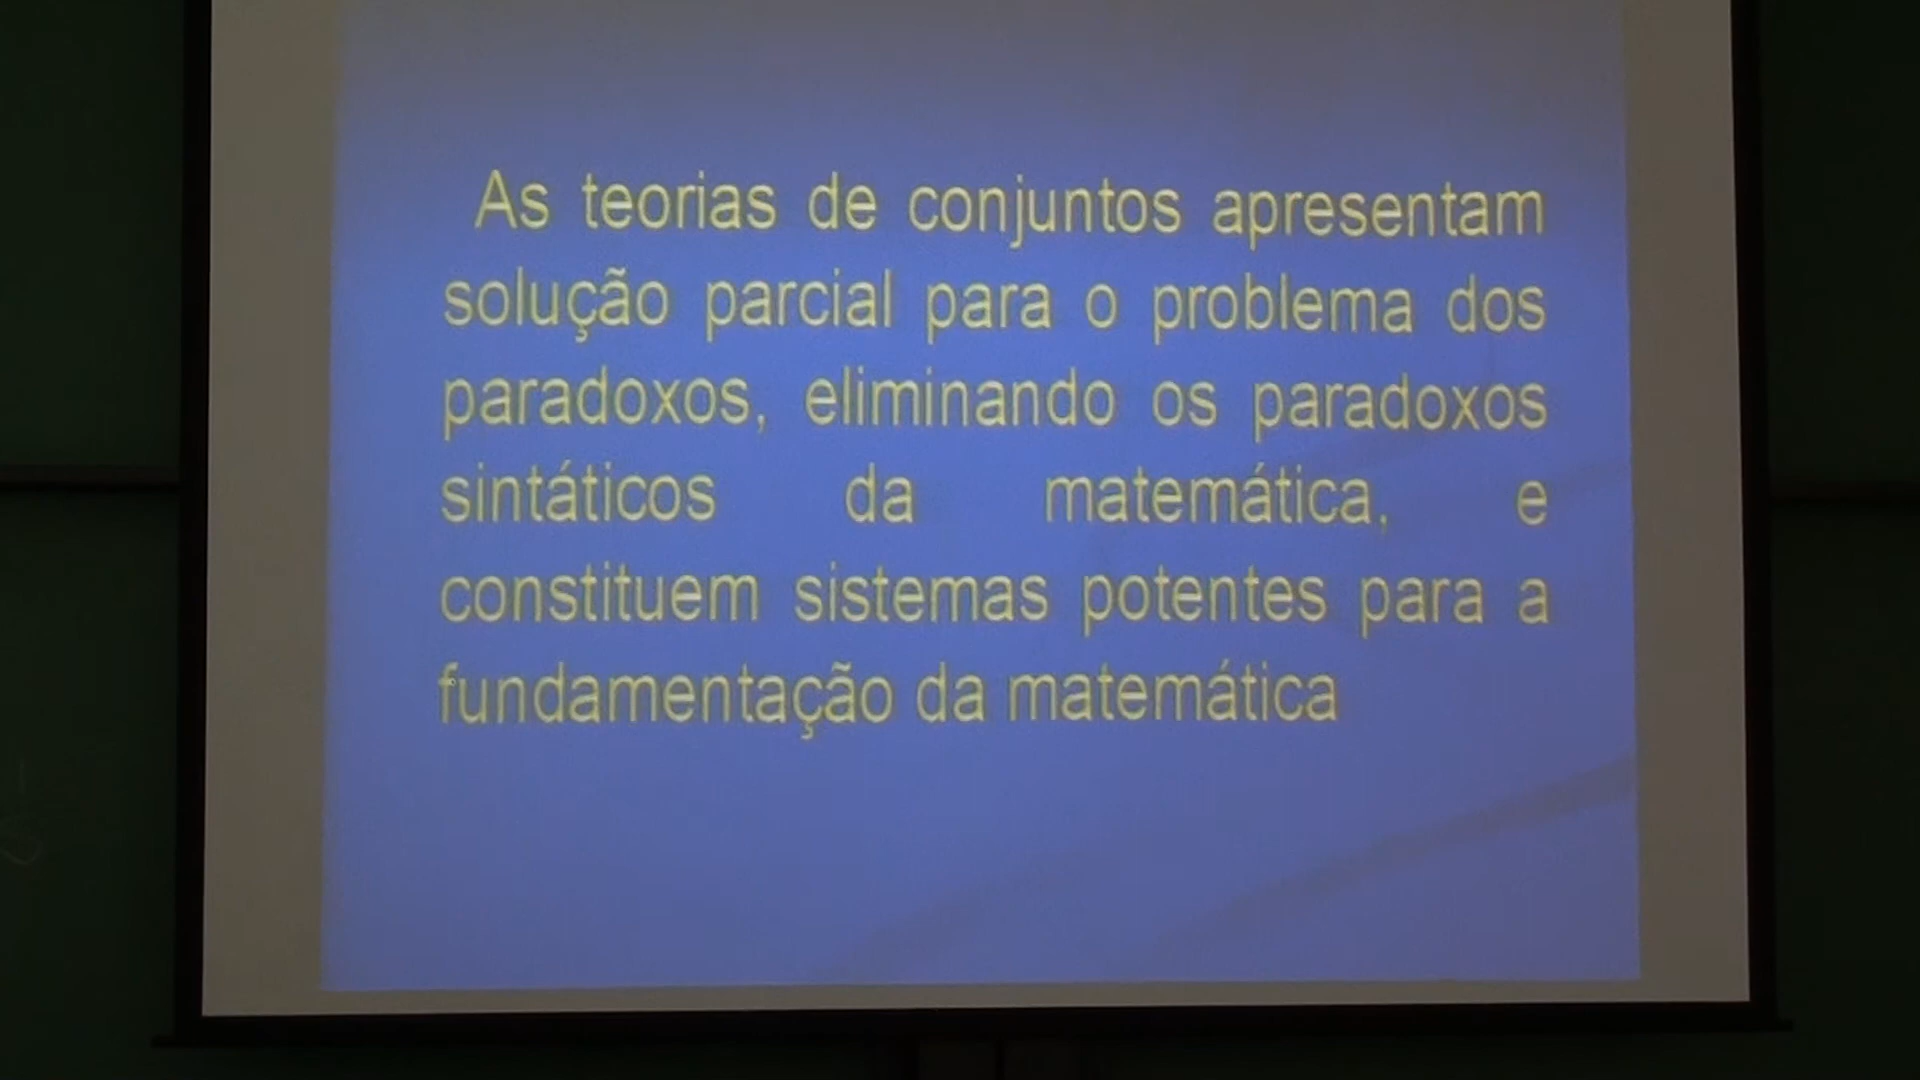 As teorias de conjuntos apresentam
solução parcial para o problema dos
paradoxos, eliminando os paradoxos
sintáticos da matemática, e
constituem sistemas potentes para a
fundamentação da matemática